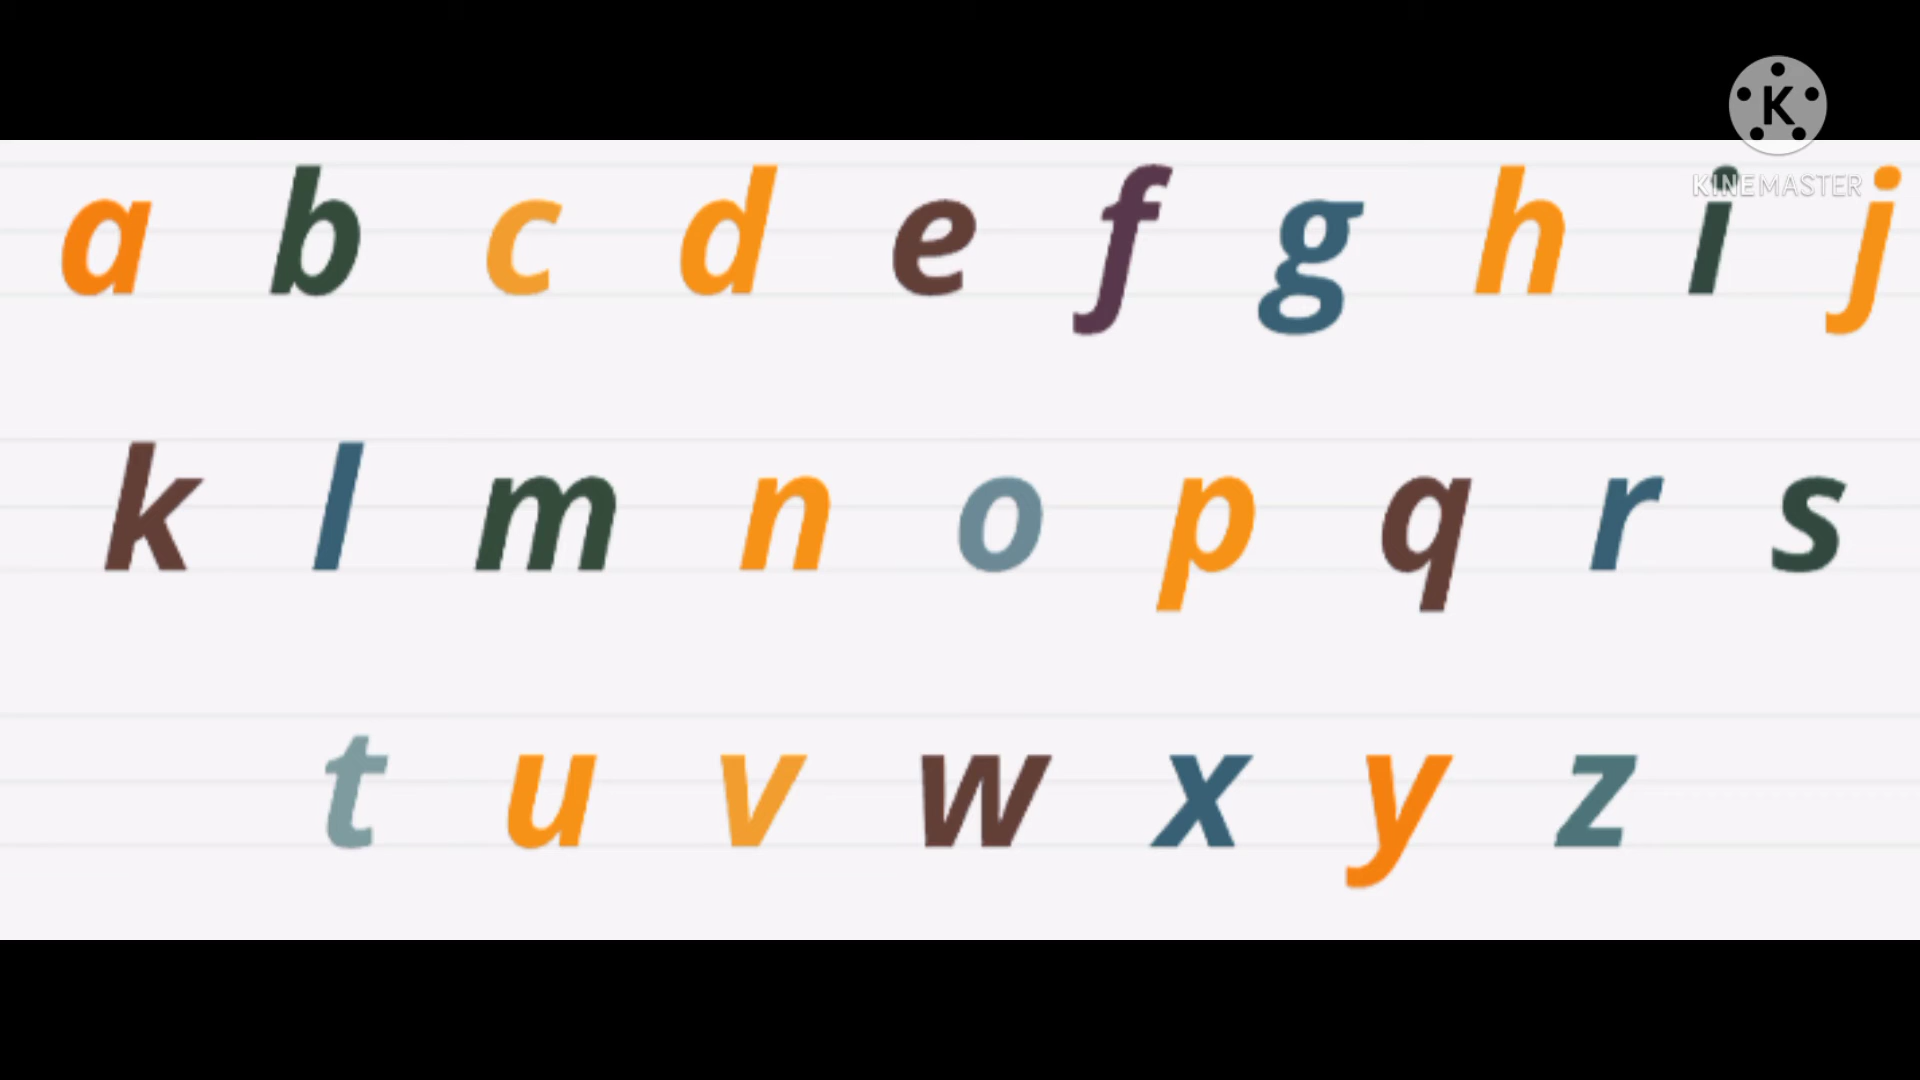 K
KINEMASTER
a b c d e f g h i j
k l m n o p q r s
t u v w x y z